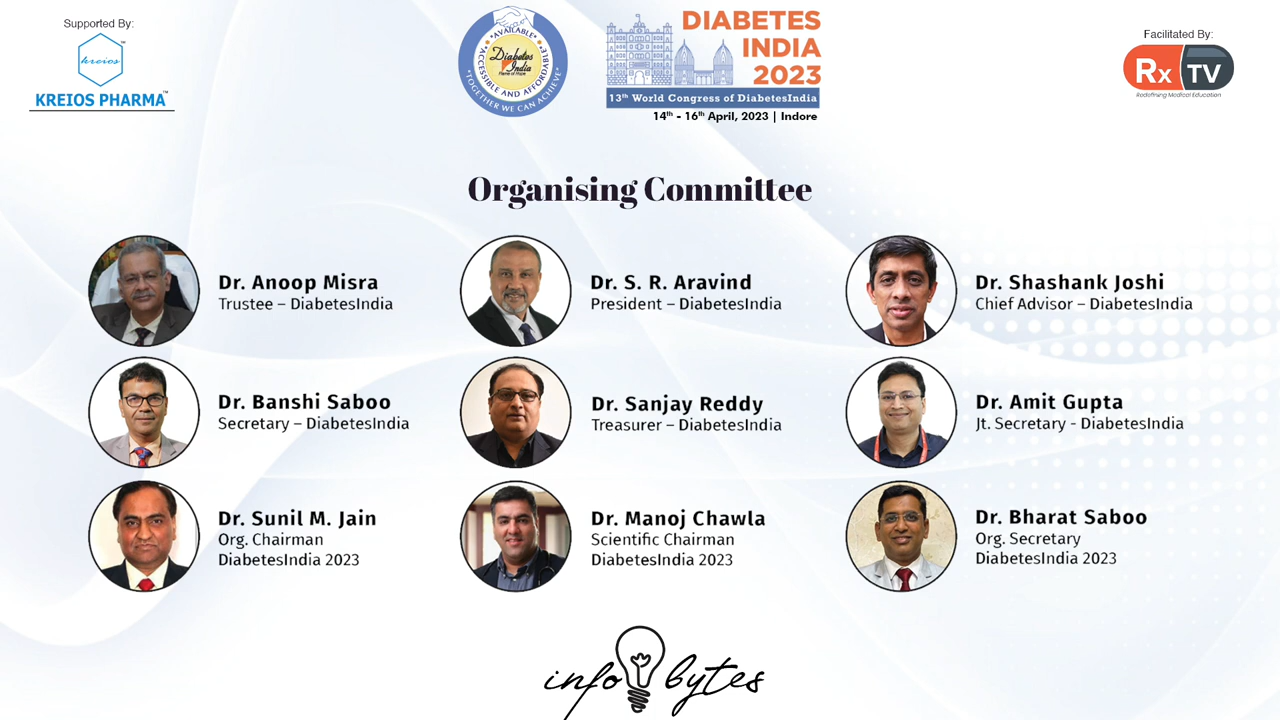 Supported By:
kreios
KREIOS PHARMA™
AVAILABLE
ACCESSIBLE AND AFFORDABLE
Diabetes
India
"TOGETHER WE CAN ACHIEVE"
DIABETES
INDIA
2023
13th World Congress of DiabetesIndia
14th - 16th April, 2023 | Indore
Facilitated By:
Rx TV
Redefining Medical Education
Organising Committee
Dr. Anoop Misra
Trustee – DiabetesIndia
Dr. S. R. Aravind
President – DiabetesIndia
Dr. Shashank Joshi
Chief Advisor – DiabetesIndia
Dr. Banshi Saboo
Secretary – DiabetesIndia
Dr. Sanjay Reddy
Treasurer – DiabetesIndia
Dr. Amit Gupta
Jt. Secretary - DiabetesIndia
Dr. Sunil M. Jain
Org. Chairman
DiabetesIndia 2023
Dr. Manoj Chawla
Scientific Chairman
DiabetesIndia 2023
Dr. Bharat Saboo
Org. Secretary
DiabetesIndia 2023
info bytes